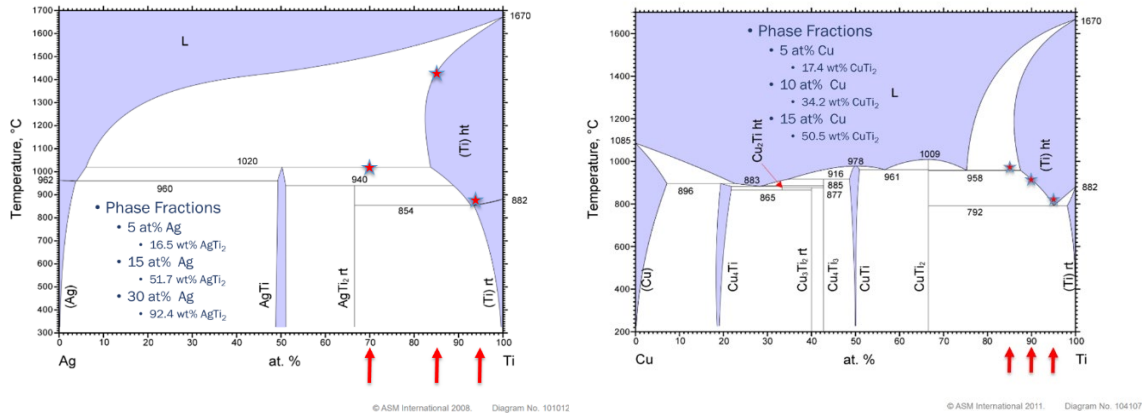 1700
1600
1500
1400
1300
1200
1100
1000
900
800
700
600
500
400
300
Temperature, °C
962
L
1670
(Ti) ht
1020
940
960
882
854
• Phase Fractions
• 5 at% Ag
• 16.5 wt% AgTi₂
• 15 at% Ag
• 51.7 wt% AgTi₂
• 30 at% Ag
• 92.4 wt% AgTi₂
(Ag)
AgTi
AgTi₂ rt
(Ti) rt
0 10 20 30 40 50 60 70 80 90 100
Ag at. % Ti
© ASM International 2008. Diagram No. 101012
1600
1400
1200
1085
1000
800
600
400
200
Temperature, °C
• Phase Fractions
• 5 at% Cu
• 17.4 wt% CuTi₂
• 10 at% Cu
• 34.2 wt% CuTi₂
• 15 at% Cu
• 50.5 wt% CuTi₂
L
1670
Cu₂Ti ht
(Ti) ht
978
1009
883
916
961
958
896
885
882
865
877
792
(Cu)
Cu₄Ti
Cu₃Ti₂ rt
Cu₄Ti₃
CuTi
CuTi₂
(Ti) rt
0 10 20 30 40 50 60 70 80 90 100
Cu at. % Ti
© ASM International 2011. Diagram No. 104107